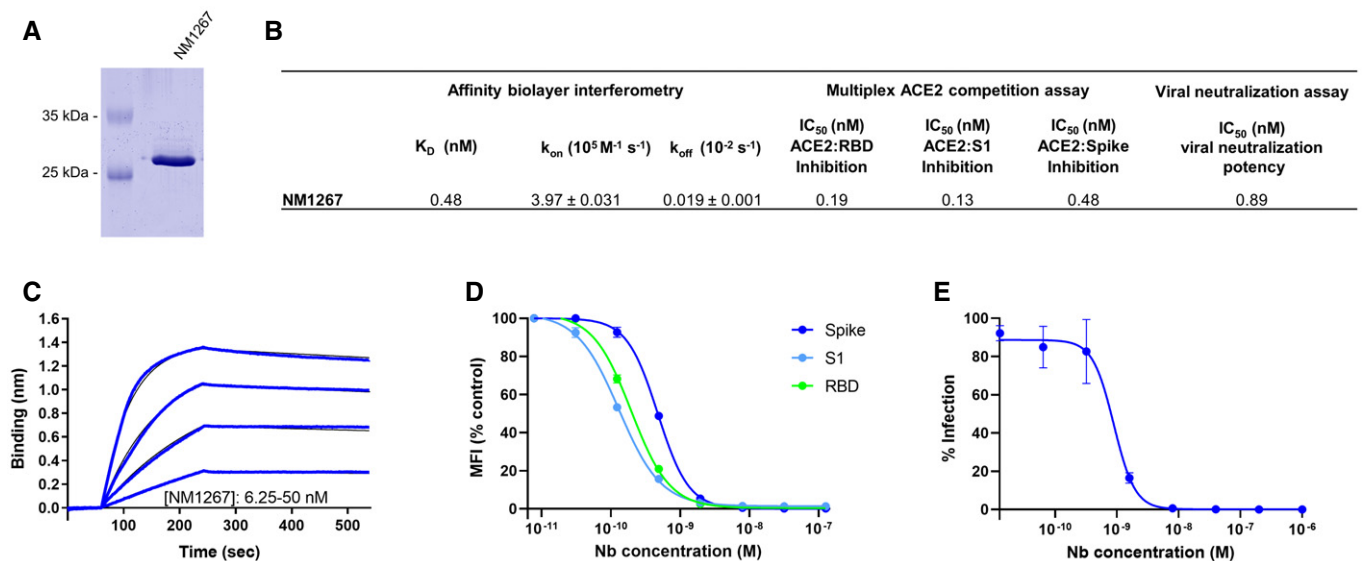 A
NM1267
35 kDa -
25 kDa -
B
Affinity biolayer interferometry
Multiplex ACE2 competition assay
Viral neutralization assay
K_D (nM)
k_on (10^5 M^-1 s^-1)
k_off (10^-2 s^-1)
IC_50 (nM)
ACE2:RBD
Inhibition
IC_50 (nM)
ACE2:S1
Inhibition
IC_50 (nM)
ACE2:Spike
Inhibition
IC_50 (nM)
viral neutralization
potency
NM1267 0.48 3.97 ± 0.031 0.019 ± 0.001 0.19 0.13 0.48 0.89
C
Binding (nm)
1.6
1.4
1.2
1.0
0.8
0.6
0.4
0.2
0.0
[NM1267]: 6.25-50 nM
100 200 300 400 500
Time (sec)
D
MFI (% control)
100
80
60
40
20
0
10^-11 10^-10 10^-9 10^-8 10^-7
Nb concentration (M)
Spike
S1
RBD
E
% Infection
100
80
60
40
20
0
10^-10 10^-9 10^-8 10^-7 10^-6
Nb concentration (M)